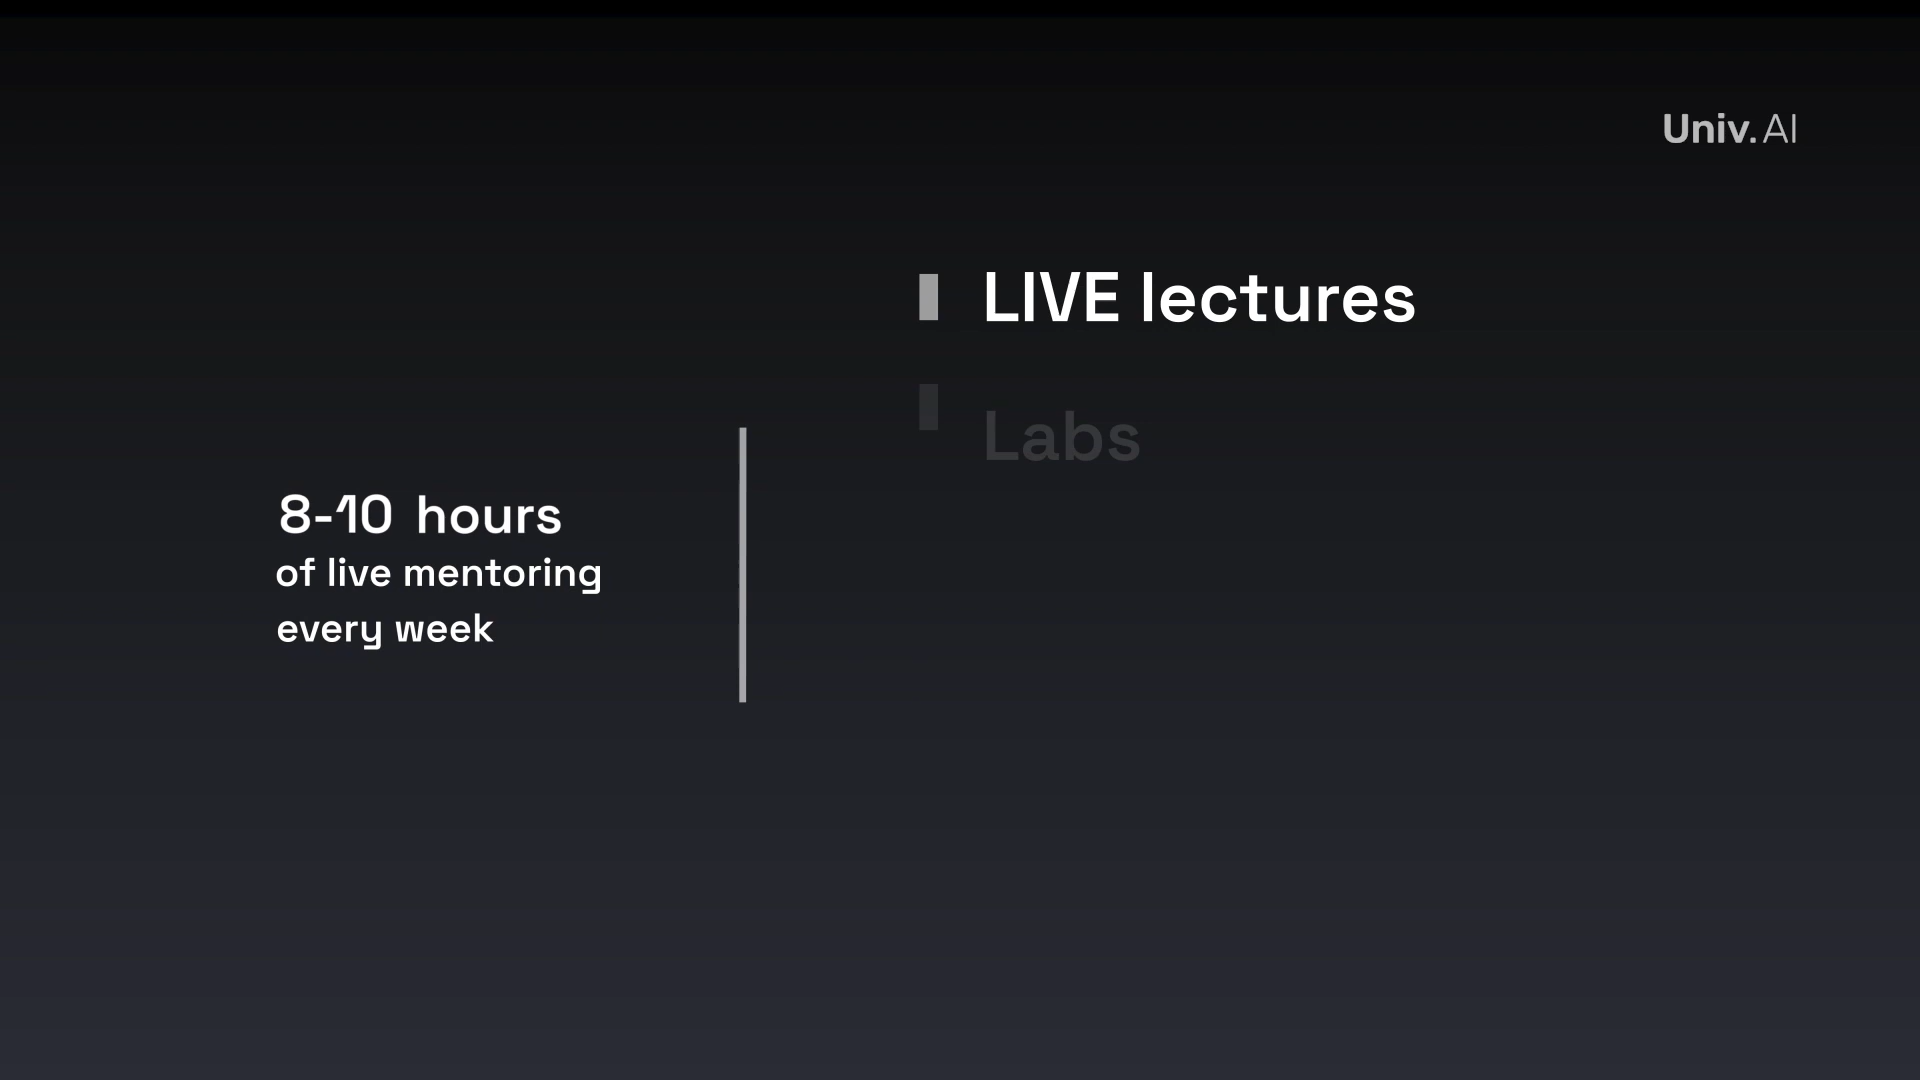 Univ.AI
LIVE lectures
Labs
8-10 hours
of live mentoring
every week